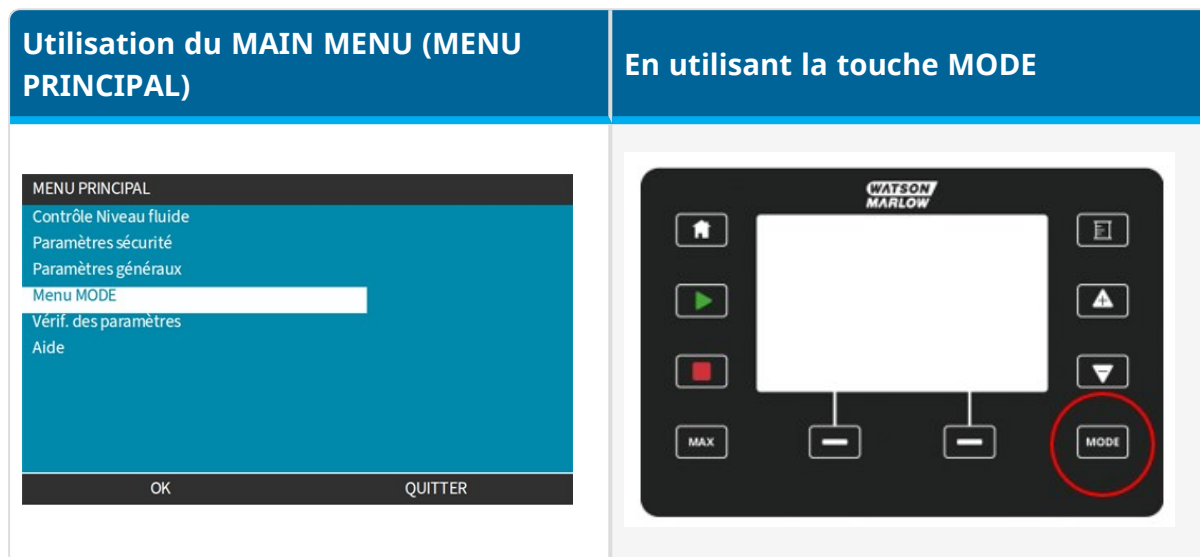 Utilisation du MAIN MENU (MENU
PRINCIPAL)
En utilisant la touche MODE
MENU PRINCIPAL
Contrôle Niveau fluide
Paramètres sécurité
Paramètres généraux
Menu MODE
Vérif. des paramètres
Aide
OK
QUITTER
WATSON
MARLOW
MAX
MODE